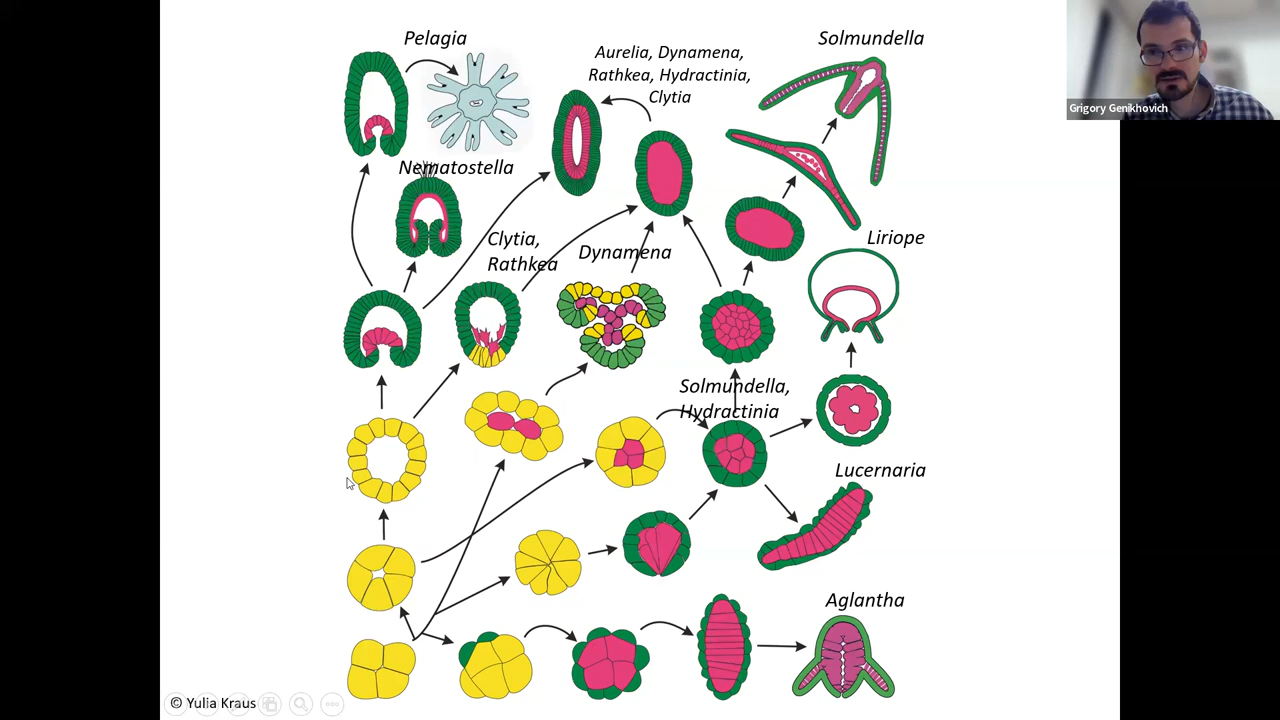 Pelagia
Aurelia, Dynamena,
Rathkea, Hydractinia,
Clytia
Solmundella
Grigory Genikhovich
Nematostella
Clytia,
Rathkea
Dynamena
Liriope
Solmundella,
Hydractinia
Lucernaria
Aglantha
© Yulia Kraus